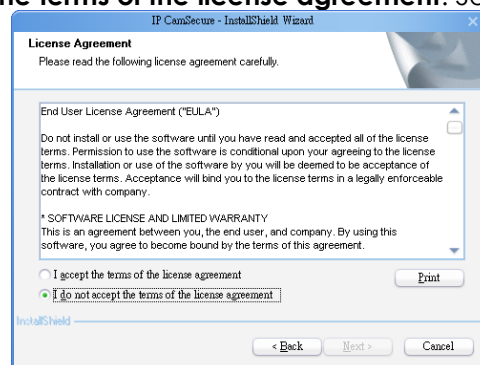 he terms of the license agreement. Se
IP CamSecure - InstallShield Wizard
License Agreement
Please read the following license agreement carefully.
End User License Agreement ("EULA")
Do not install or use the software until you have read and accepted all of the license
terms. Permission to use the software is conditional upon your agreeing to the license
terms. Installation or use of the software by you will be deemed to be acceptance of
the license terms. Acceptance will bind you to the license terms in a legally enforceable
contract with company.
* SOFTWARE LICENSE AND LIMITED WARRANTY
This is an agreement between you, the end user, and company. By using this
software, you agree to become bound by the terms of this agreement.
I accept the terms of the license agreement
Print
I do not accept the terms of the license agreement
InstallShield
< Back
Next >
Cancel